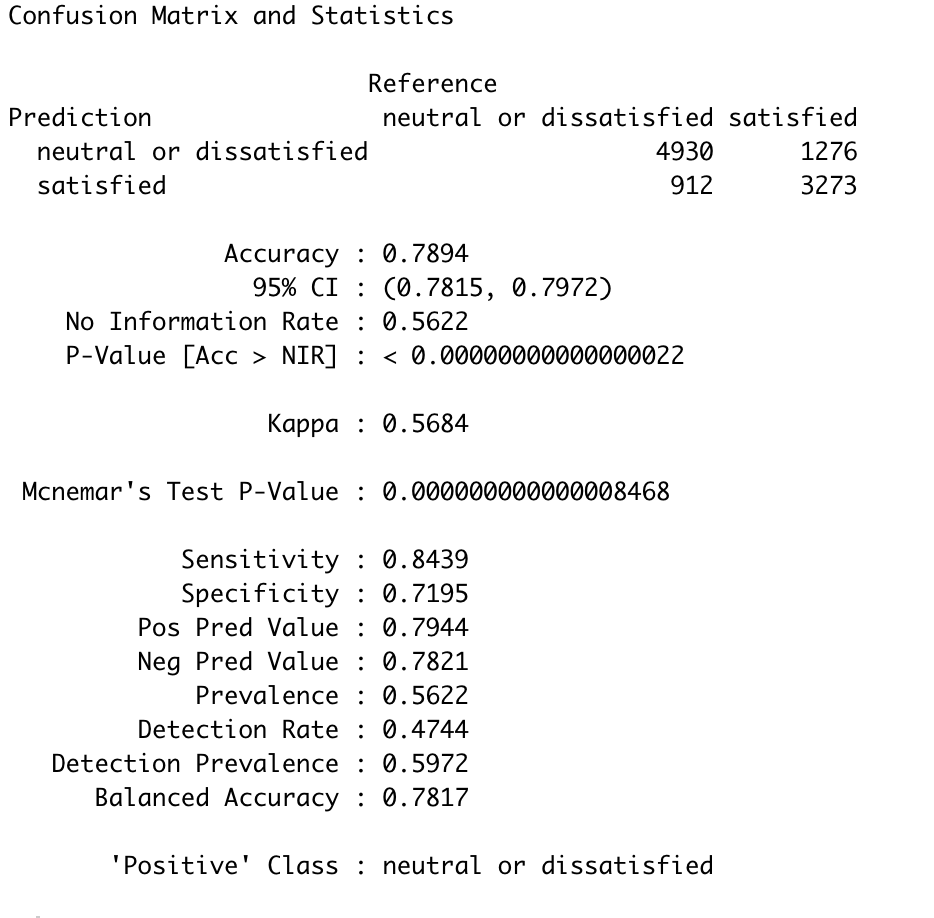 Confusion Matrix and Statistics
Reference
Prediction neutral or dissatisfied satisfied
neutral or dissatisfied 4930 1276
satisfied 912 3273
Accuracy : 0.7894
95% CI : (0.7815, 0.7972)
No Information Rate : 0.5622
P-Value [Acc > NIR] : < 0.00000000000000022
Kappa : 0.5684
Mcnemar's Test P-Value : 0.000000000000008468
Sensitivity : 0.8439
Specificity : 0.7195
Pos Pred Value : 0.7944
Neg Pred Value : 0.7821
Prevalence : 0.5622
Detection Rate : 0.4744
Detection Prevalence : 0.5972
Balanced Accuracy : 0.7817
'Positive' Class : neutral or dissatisfied